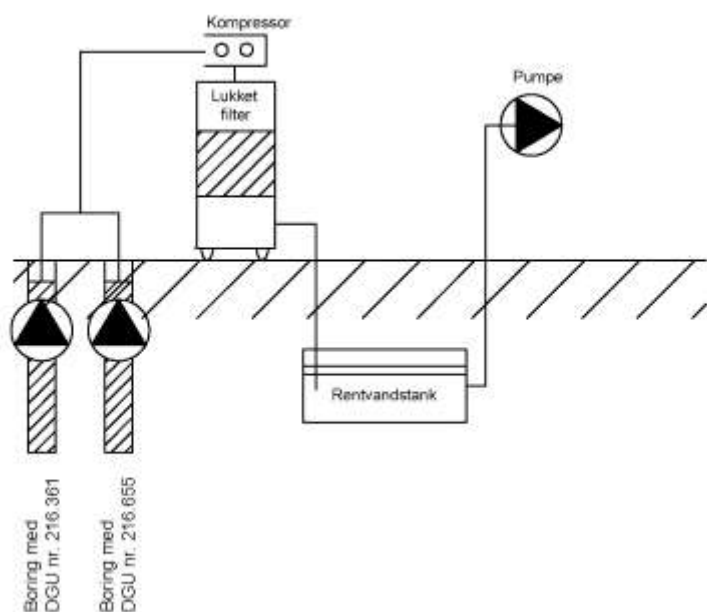 Kompressor
Lukket
filter
Pumpe
Rentvandstank
Boring med
DGU nr. 216.361
Boring med
DGU nr. 216.655